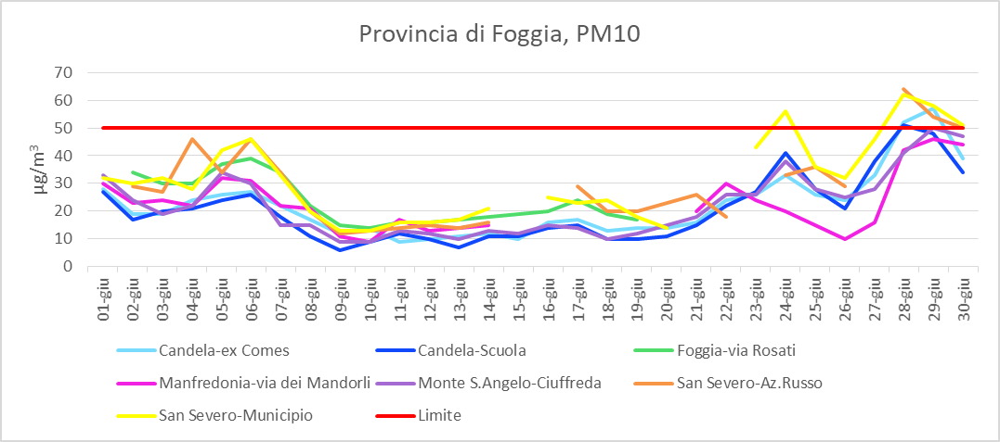 Provincia di Foggia, PM10
70
60
50
40
30
20
10
0
µg/m³
01-giu
02-giu
03-giu
04-giu
05-giu
06-giu
07-giu
08-giu
09-giu
10-giu
11-giu
12-giu
13-giu
14-giu
15-giu
16-giu
17-giu
18-giu
19-giu
20-giu
21-giu
22-giu
23-giu
24-giu
25-giu
26-giu
27-giu
28-giu
29-giu
30-giu
Candela-ex Comes Candela-Scuola Foggia-via Rosati
Manfredonia-via dei Mandorli Monte S.Angelo-Ciuffreda San Severo-Az.Russo
San Severo-Municipio Limite